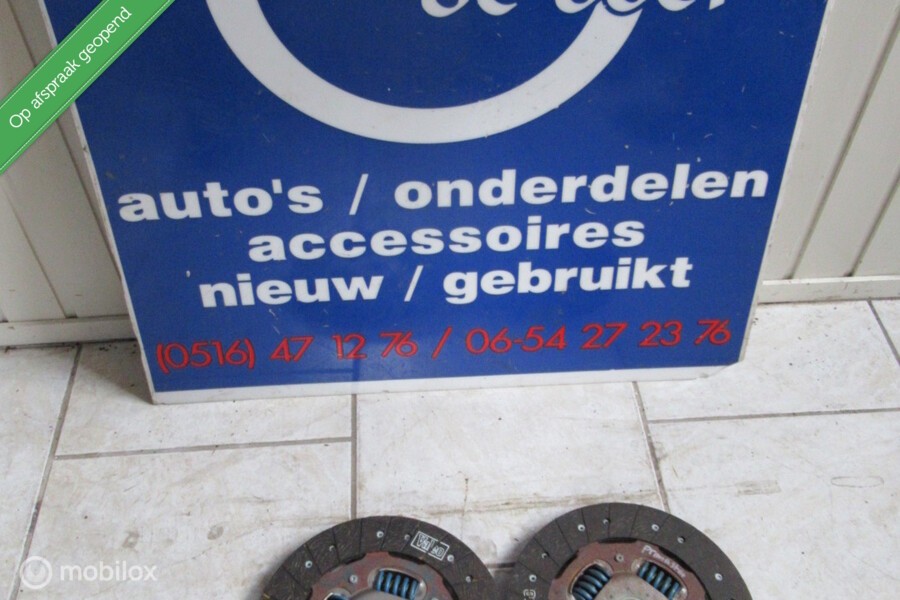 Op afspraak geopend
auto's / onderdelen
accessoires
nieuw / gebruikt
(0516) 47 12 76 / 06-54 27 23 76
mobilox